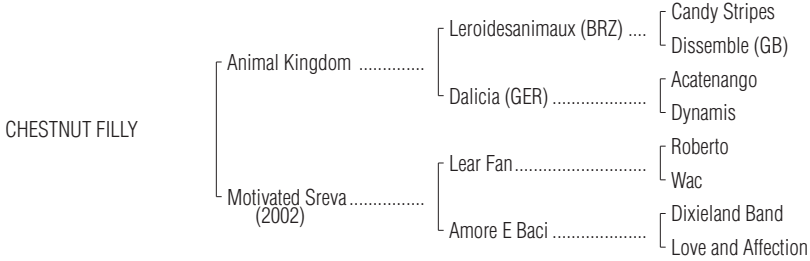 Candy Stripes
Leroidesanimaux (BRZ) ....
Dissemble (GB)
Animal Kingdom ..............
Acatenango
Dalicia (GER) ....................
Dynamis
CHESTNUT FILLY
Roberto
Lear Fan......................
Wac
Motivated Sreva ................
(2002)
Dixieland Band
Amore E Baci ....................
Love and Affection